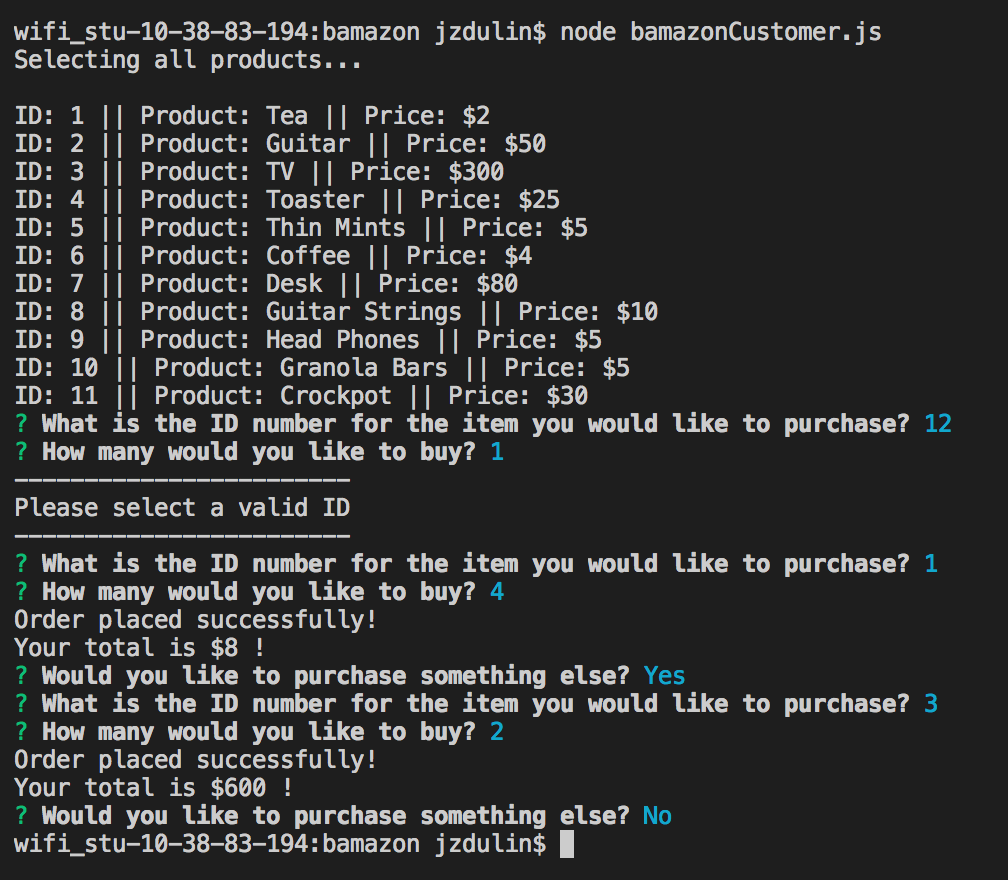 wifi_stu-10-38-83-194:bamazon jzdulin$ node bamazonCustomer.js
Selecting all products...
ID: 1 || Product: Tea || Price: $2
ID: 2 || Product: Guitar || Price: $50
ID: 3 || Product: TV || Price: $300
ID: 4 || Product: Toaster || Price: $25
ID: 5 || Product: Thin Mints || Price: $5
ID: 6 || Product: Coffee || Price: $4
ID: 7 || Product: Desk || Price: $80
ID: 8 || Product: Guitar Strings || Price: $10
ID: 9 || Product: Head Phones || Price: $5
ID: 10 || Product: Granola Bars || Price: $5
ID: 11 || Product: Crockpot || Price: $30
? What is the ID number for the item you would like to purchase? 12
? How many would you like to buy? 1
------------------------
Please select a valid ID
------------------------
? What is the ID number for the item you would like to purchase? 1
? How many would you like to buy? 4
Order placed successfully!
Your total is $8 !
? Would you like to purchase something else? Yes
? What is the ID number for the item you would like to purchase? 3
? How many would you like to buy? 2
Order placed successfully!
Your total is $600 !
? Would you like to purchase something else? No
wifi_stu-10-38-83-194:bamazon jzdulin$